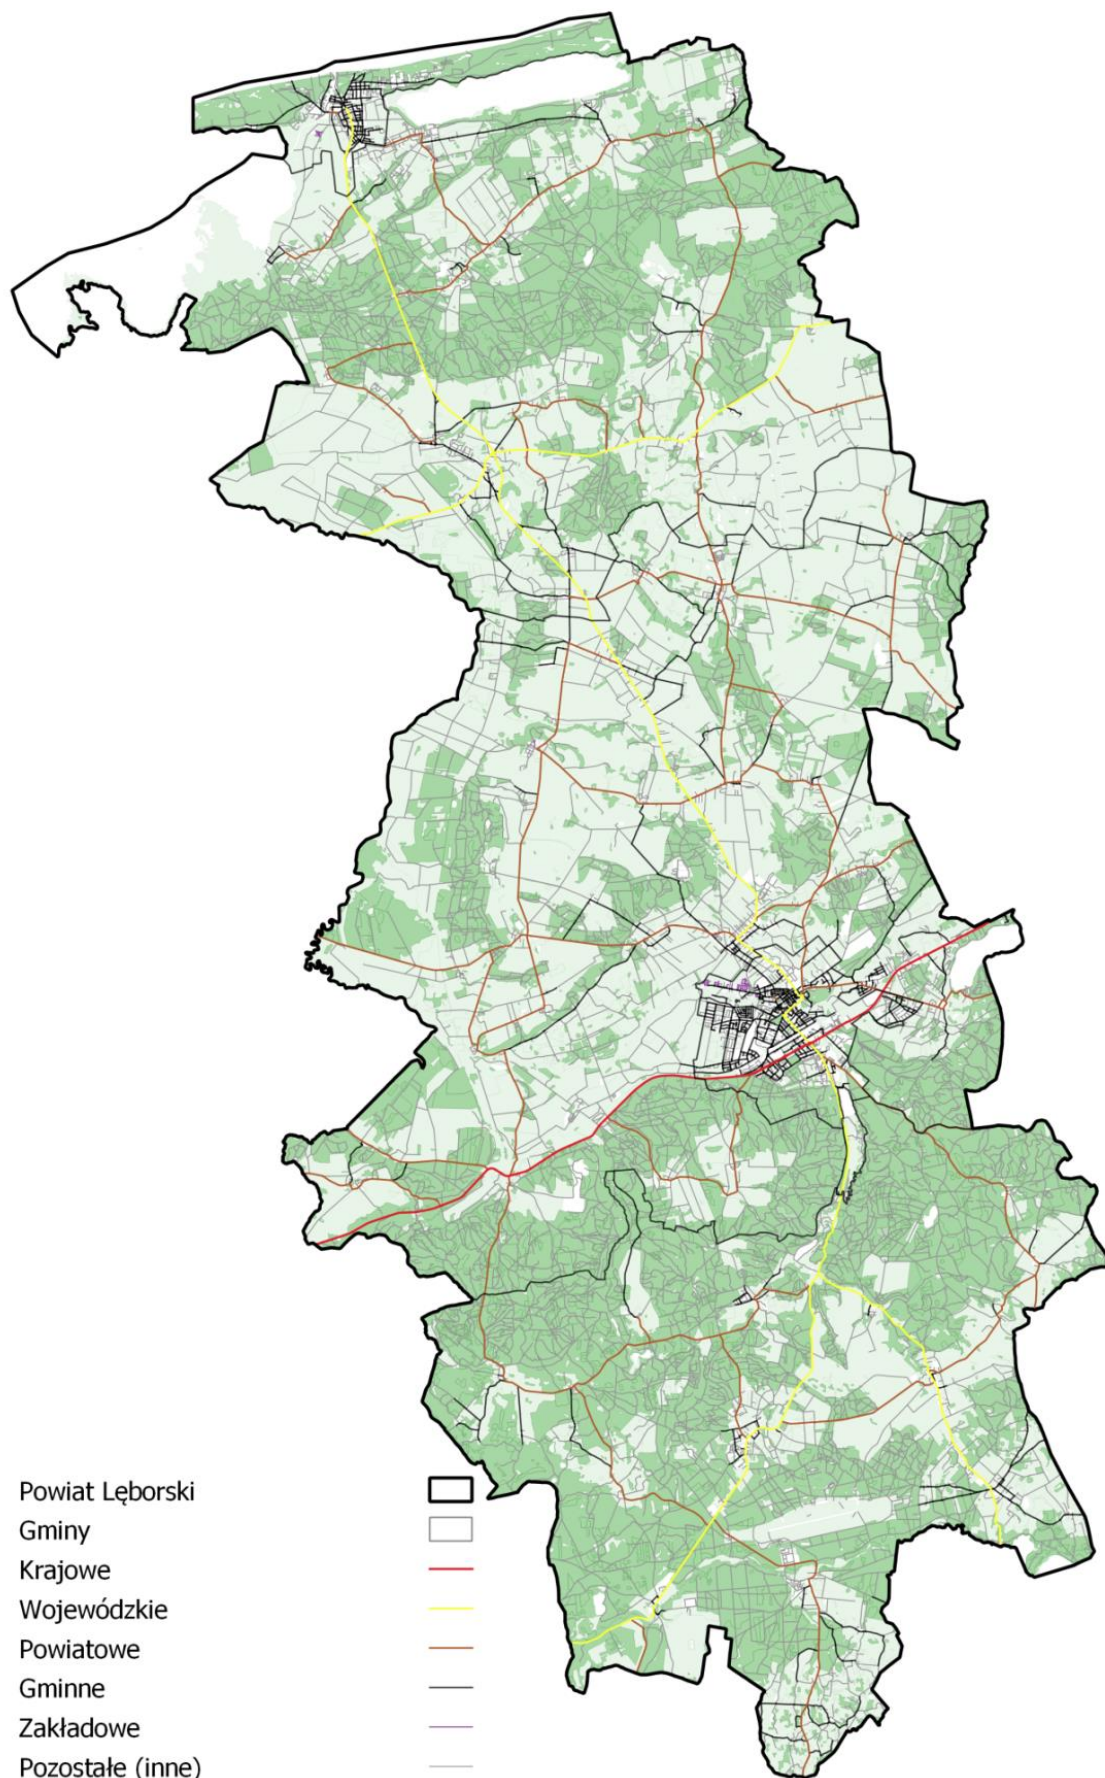 Powiat Lęborski
Gminy
Krajowe
Wojewódzkie
Powiatowe
Gminne
Zakładowe
Pozostałe (inne)